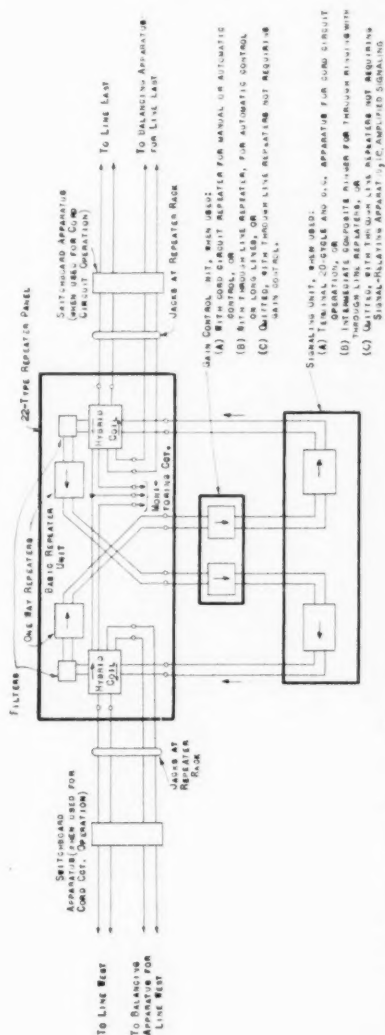 22-TYPE REPEATER PANEL
FILTERS
ONE WAY REPEATERS
BASIC REPEATER
UNIT
HYBRID
COIL
HYBRID
COIL
MONI-
TORING CCT.
SWITCHBOARD
APPARATUS (WHEN USED FOR
CORD CCT. OPERATION)
JACKS AT
REPEATER
RACK
TO LINE WEST
TO BALANCING
APPARATUS FOR
LINE WEST
SWITCHBOARD APPARATUS
(WHEN USED FOR CORD
CIRCUIT OPERATION)
JACKS AT REPEATER RACK
TO LINE EAST
TO BALANCING APPARATUS
FOR LINE EAST
GAIN CONTROL UNIT, WHEN USED:
(A) WITH CORD CIRCUIT REPEATER FOR MANUAL OR AUTOMATIC
CONTROL, OR
(B) WITH THROUGH LINE REPEATER, FOR AUTOMATIC CONTROL
ON LONG LINES, OR
(C) OMITTED, WITH THROUGH LINE REPEATERS NOT REQUIRING
GAIN CONTROL.
SIGNALING UNIT, WHEN USED:
(A) TERMINAL -CYCLE AND D.C. APPARATUS FOR CORD CIRCUIT
OPERATION, OR
(B) INTERMEDIATE COMPOSITE RINGER FOR THROUGH RINGING WITH
THROUGH LINE REPEATERS, OR
(C) OMITTED, WITH THROUGH LINE REPEATERS NOT REQUIRING
SIGNAL-RELATING AMPLIFIED SIGNALING